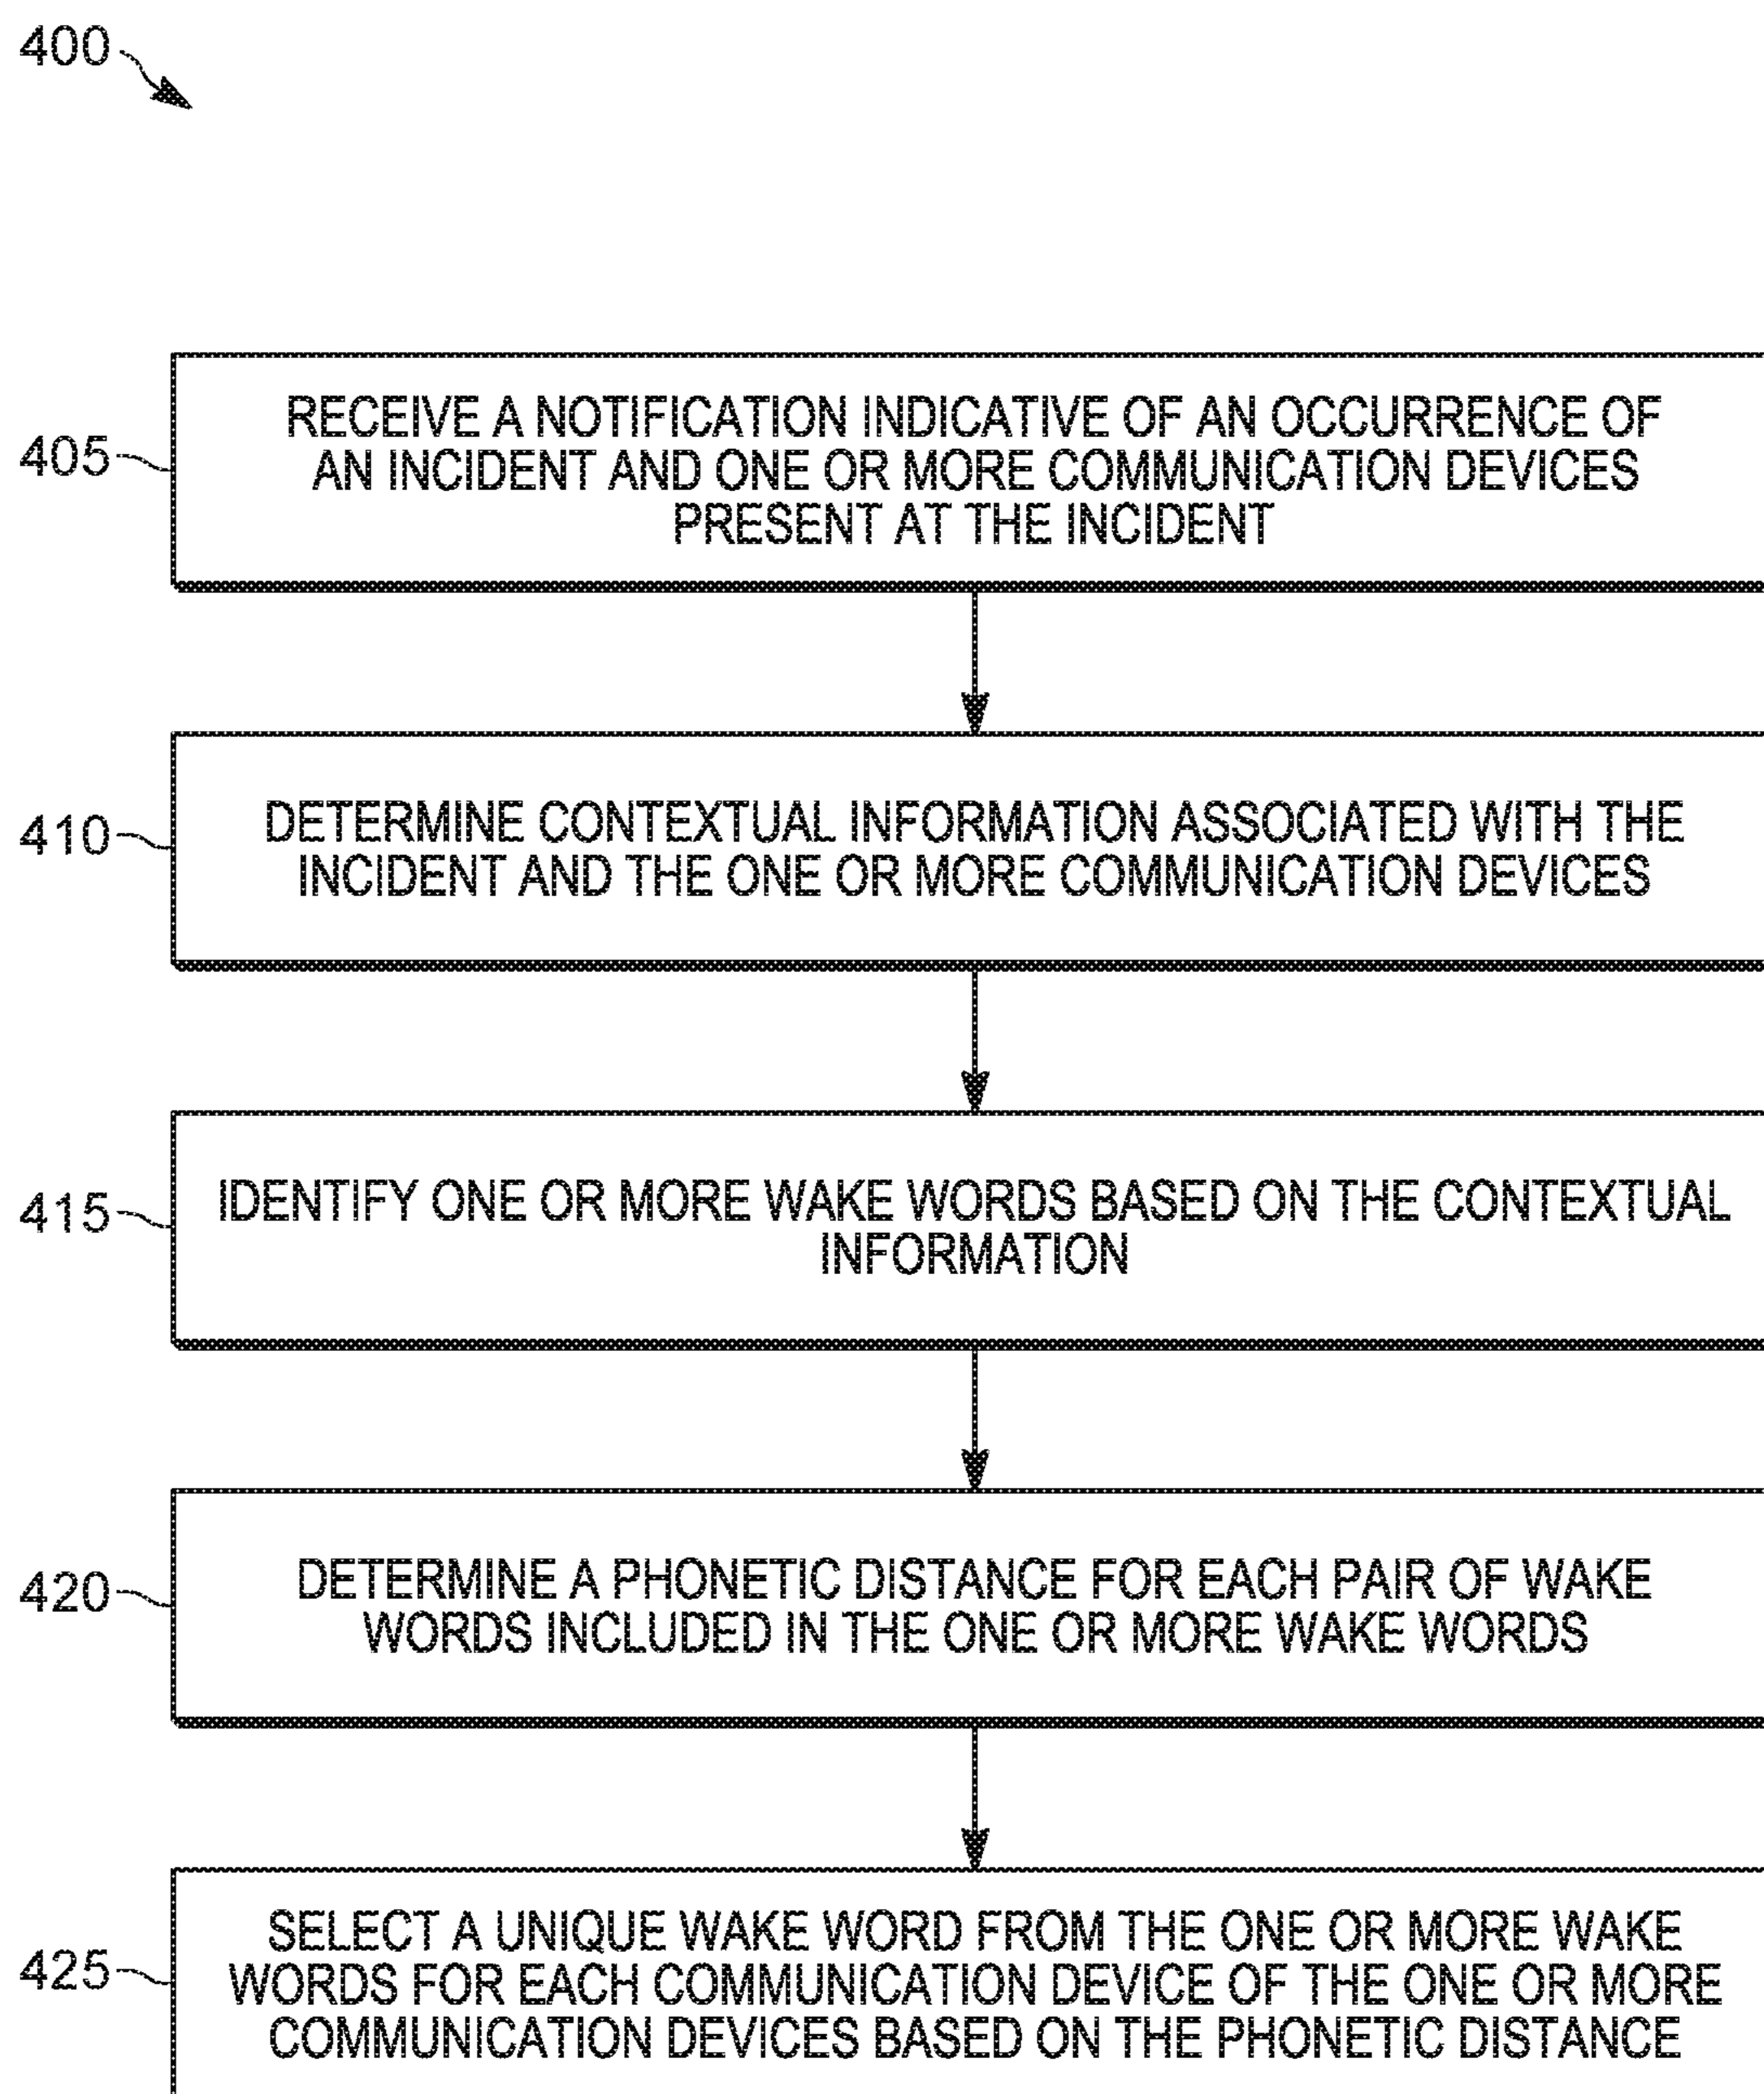 400
405
RECEIVE A NOTIFICATION INDICATIVE OF AN OCCURRENCE OF
AN INCIDENT AND ONE OR MORE COMMUNICATION DEVICES
PRESENT AT THE INCIDENT
410
DETERMINE CONTEXTUAL INFORMATION ASSOCIATED WITH THE
INCIDENT AND THE ONE OR MORE COMMUNICATION DEVICES
415
IDENTIFY ONE OR MORE WAKE WORDS BASED ON THE CONTEXTUAL
INFORMATION
420
DETERMINE A PHONETIC DISTANCE FOR EACH PAIR OF WAKE
WORDS INCLUDED IN THE ONE OR MORE WAKE WORDS
425
SELECT A UNIQUE WAKE WORD FROM THE ONE OR MORE WAKE
WORDS FOR EACH COMMUNICATION DEVICE OF THE ONE OR MORE
COMMUNICATION DEVICES BASED ON THE PHONETIC DISTANCE